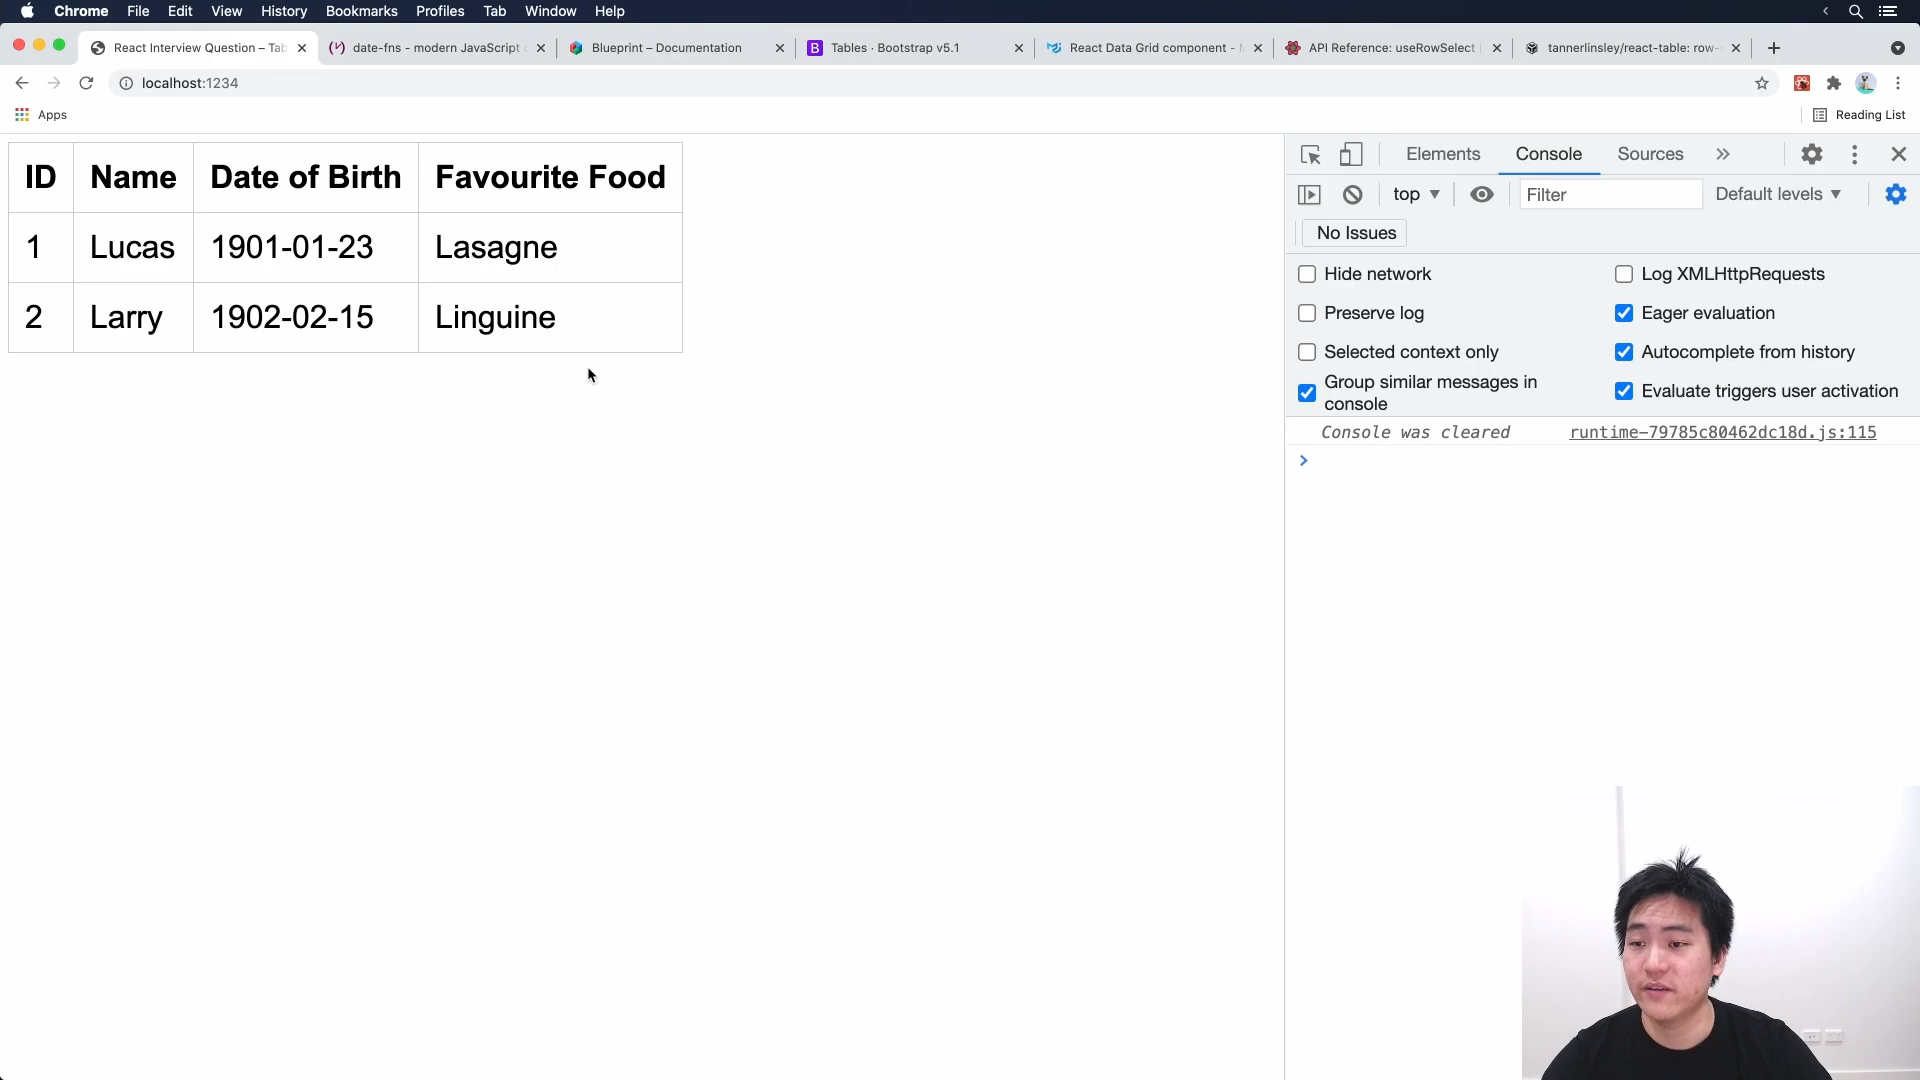 Chrome File Edit View History Bookmarks Profiles Tab Window Help
React Interview Question – Tab date-fns - modern JavaScript Blueprint – Documentation Tables · Bootstrap v5.1 React Data Grid component - API Reference: useRowSelect tannerlinsley/react-table: row-
localhost:1234
Apps Reading List
Elements Console Sources
top Filter Default levels
No Issues
Hide network Log XMLHttpRequests
Preserve log Eager evaluation
Selected context only Autocomplete from history
Group similar messages in console Evaluate triggers user activation
Console was cleared runtime-79785c80462dc18d.js:115
ID Name Date of Birth Favourite Food
1 Lucas 1901-01-23 Lasagne
2 Larry 1902-02-15 Linguine